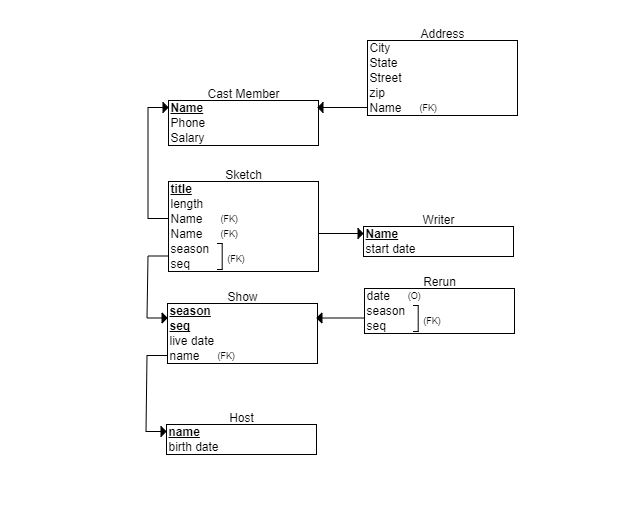 Address
City
State
Street
zip
Name (FK)
Cast Member
Name
Phone
Salary
Sketch
title
length
Name (FK)
Name (FK)
season
seq
(FK)
Writer
Name
start date
Rerun
date (O)
season
seq
(FK)
Show
season
seq
live date
name (FK)
Host
name
birth date